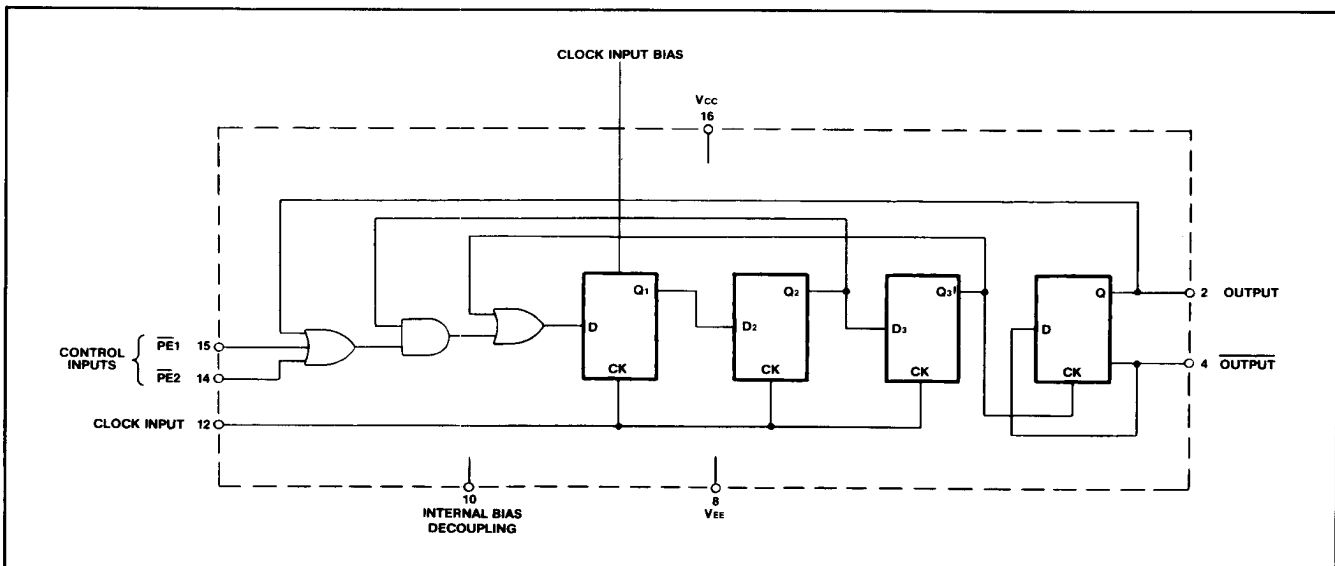 CLOCK INPUT BIAS
VCC
16
Q1
Q2
Q3'
Q
2 OUTPUT
D
D2
D3
D
CONTROL
INPUTS
PE1 15
PE2 14
CK
CK
CK
CK
4 OUTPUT
CLOCK INPUT 12
10
INTERNAL BIAS
DECOUPLING
8
VEE